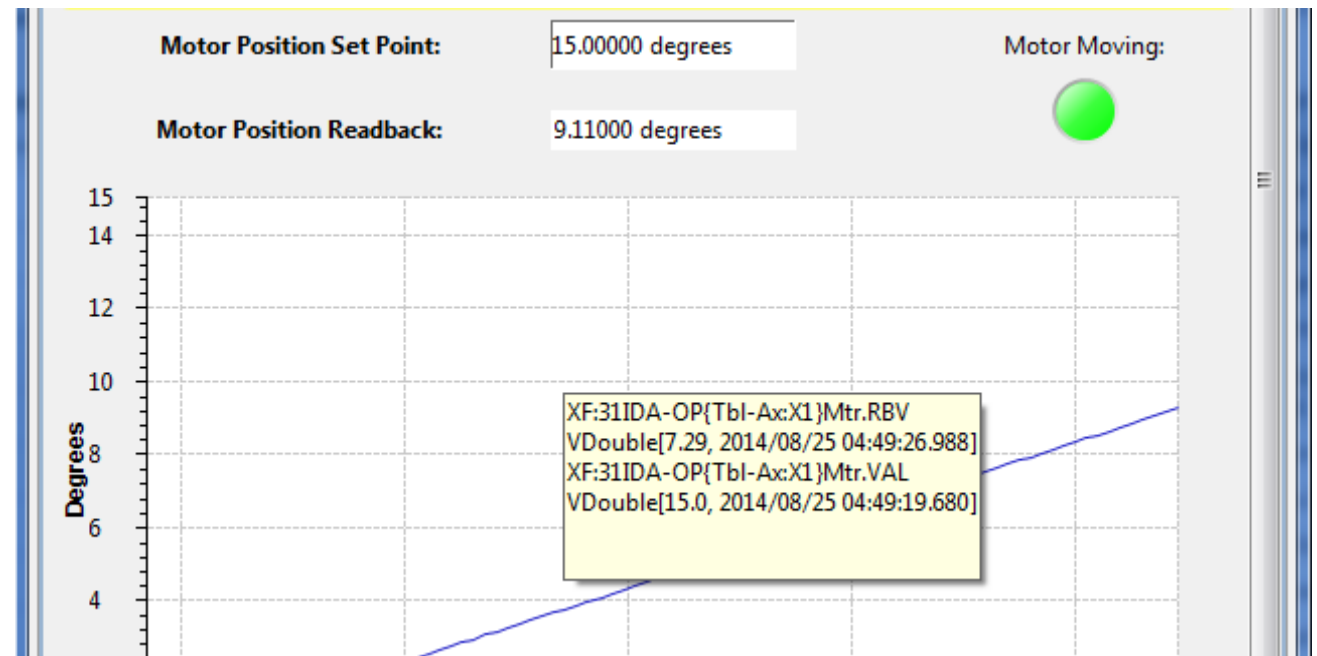 Motor Position Set Point: 15.00000 degrees Motor Moving:
Motor Position Readback: 9.11000 degrees
15
14
12
10
8
6
4
Degrees
XF:31IDA-OP{Tbl-Ax:X1}Mtr.RBV
VDouble[7.29, 2014/08/25 04:49:26.988]
XF:31IDA-OP{Tbl-Ax:X1}Mtr.VAL
VDouble[15.0, 2014/08/25 04:49:19.680]